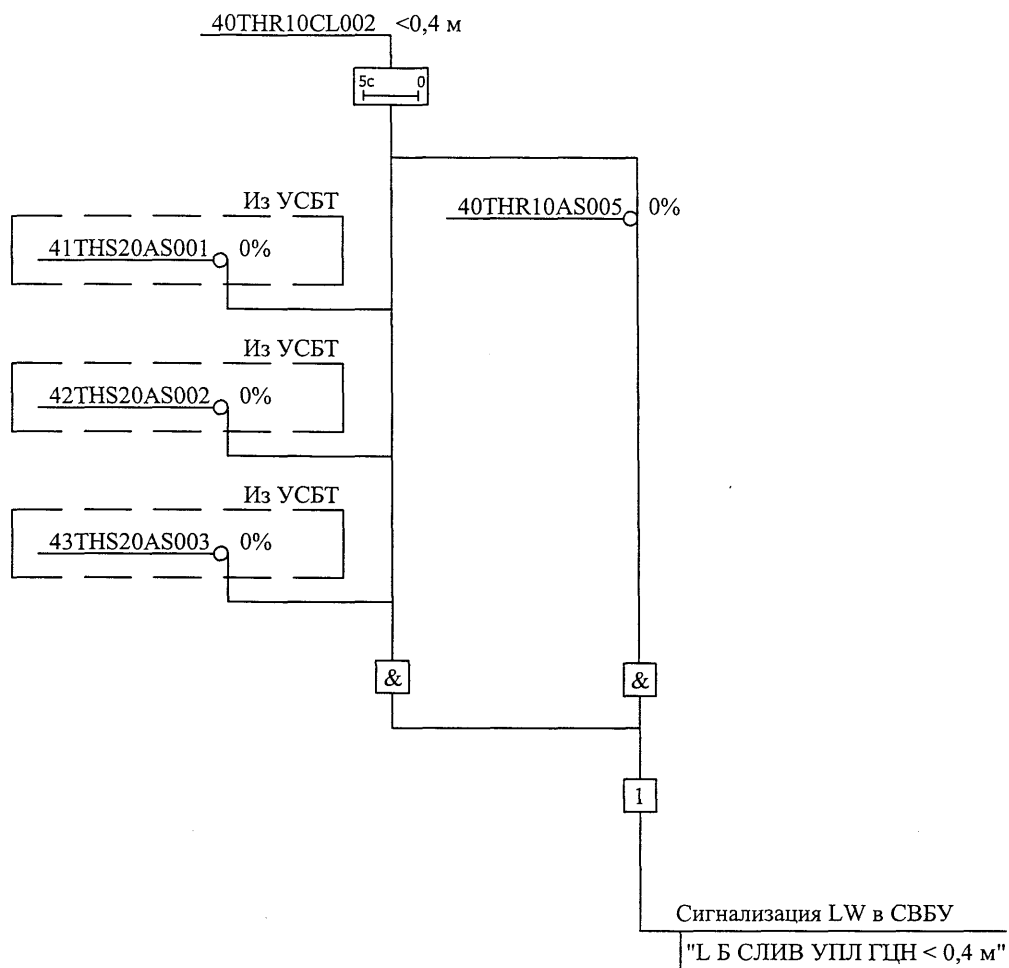 40THR10CL002 <0,4 м
5с 0
Из УСБТ
40THR10AS005 0%
41THS20AS001 0%
Из УСБТ
42THS20AS002 0%
Из УСБТ
43THS20AS003 0%
& &
1
Сигнализация LW в СВБУ
"L Б СЛИВ УПЛ ГЦН < 0,4 м"